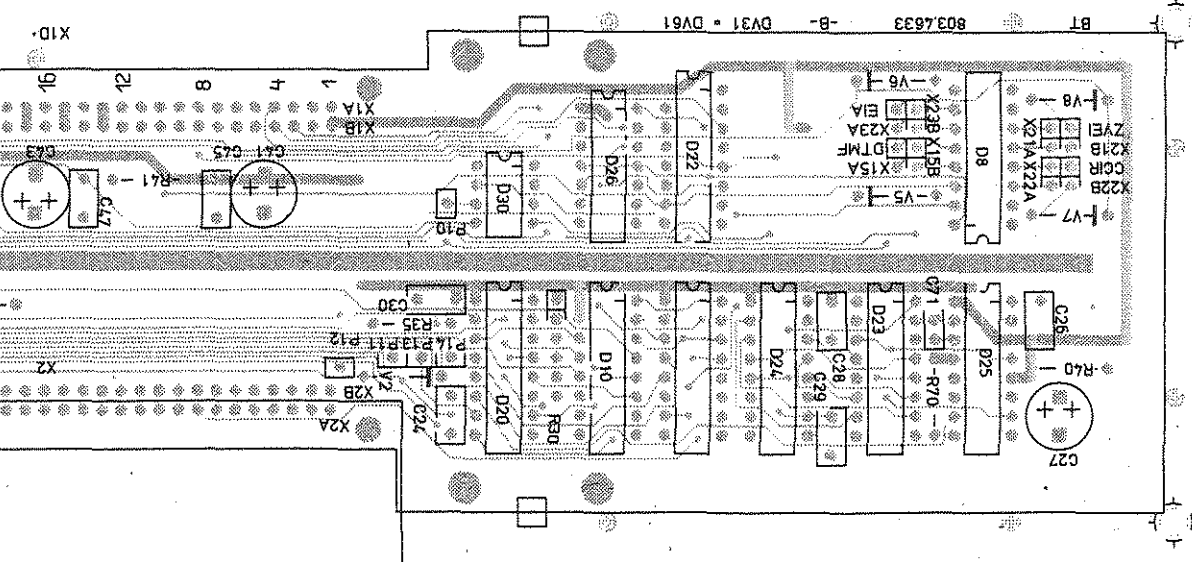 BT
803.4633
-B-
DV31 = DV61
X1D
16
12
8
4
1
X1A
X1B
V6
EIA
X23B
X23A
DTMF
X15B
X15A
V5
V8
ZVEI
X21B
CCIR
X22B
X21A
X22A
V7
C43
C47
R41
C45
C41
R10
D30
D26
D22
D8
C30
R35
P14
P13
P11
P12
V2
X2
X2B
X2A
C24
D20
R30
D10
D24
C28
C29
D23
C71
R70
D25
C26
R40
C27